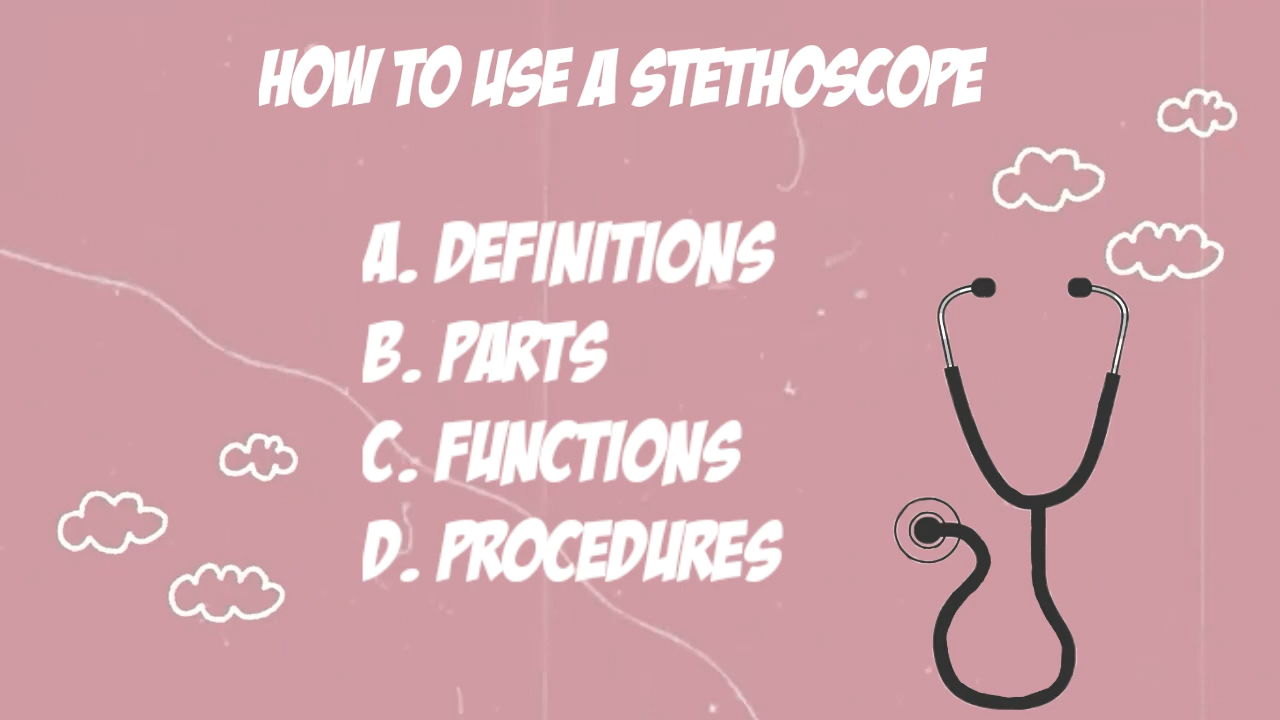 HOW TO USE A STETHOSCOPE
A. DEFINITIONS
B. PARTS
C. FUNCTIONS
D. PROCEDURES